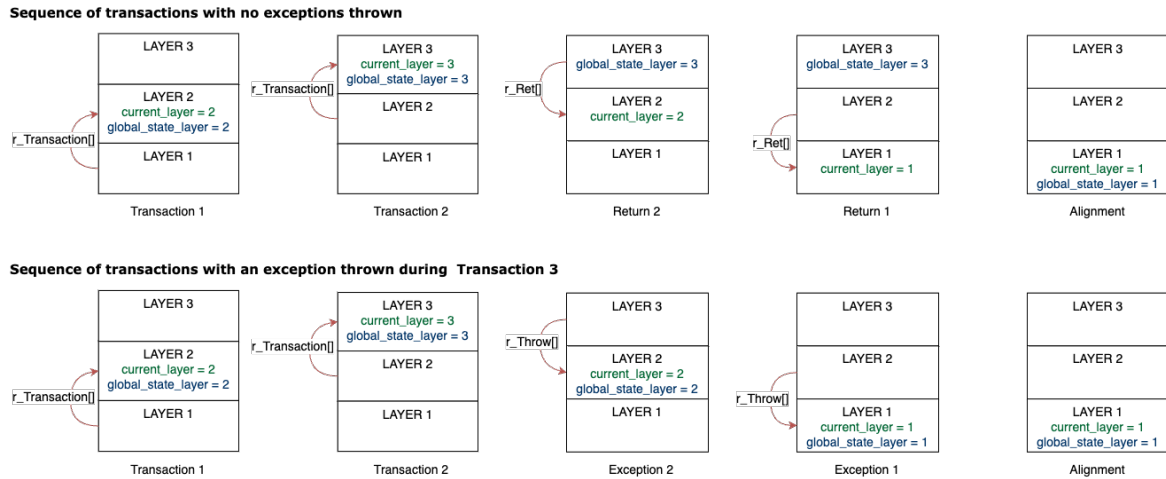 Sequence of transactions with no exceptions thrown
LAYER 3
LAYER 2
current_layer = 2
global_state_layer = 2
r_Transaction[]
LAYER 1
Transaction 1
LAYER 3
current_layer = 3
global_state_layer = 3
r_Transaction[]
LAYER 2
LAYER 1
Transaction 2
LAYER 3
global_state_layer = 3
r_Ret[]
LAYER 2
current_layer = 2
LAYER 1
Return 2
LAYER 3
global_state_layer = 3
LAYER 2
r_Ret[]
LAYER 1
current_layer = 1
Return 1
LAYER 3
LAYER 2
LAYER 1
current_layer = 1
global_state_layer = 1
Alignment
Sequence of transactions with an exception thrown during Transaction 3
LAYER 3
LAYER 2
current_layer = 2
global_state_layer = 2
r_Transaction[]
LAYER 1
Transaction 1
LAYER 3
current_layer = 3
global_state_layer = 3
r_Transaction[]
LAYER 2
LAYER 1
Transaction 2
LAYER 3
r_Throw[]
LAYER 2
current_layer = 2
global_state_layer = 2
LAYER 1
Exception 2
LAYER 3
LAYER 2
r_Throw[]
LAYER 1
current_layer = 1
global_state_layer = 1
Exception 1
LAYER 3
LAYER 2
LAYER 1
current_layer = 1
global_state_layer = 1
Alignment